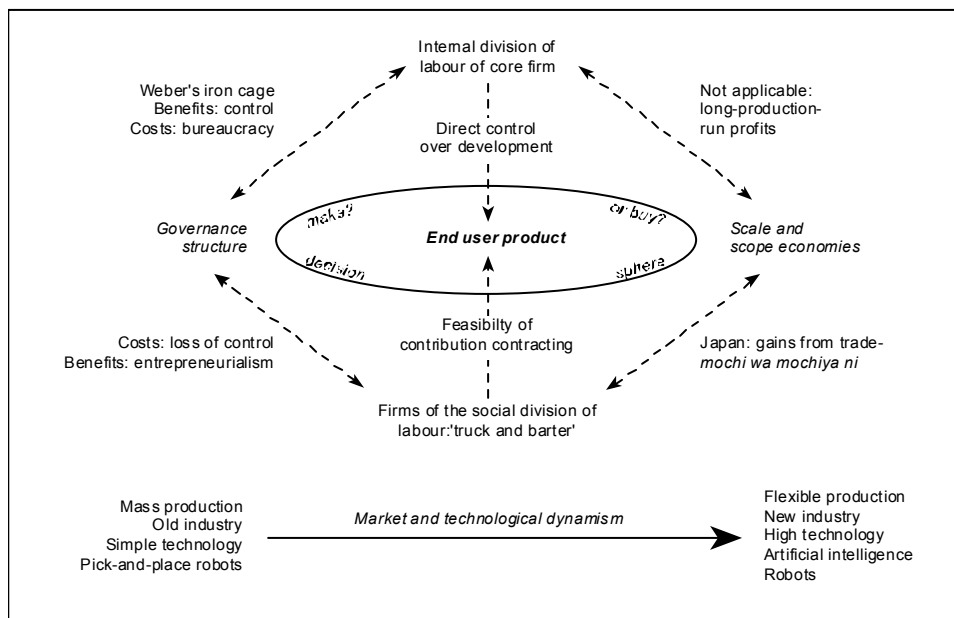 Internal division of
labour of core firm
Weber's iron cage
Benefits: control
Costs: bureaucracy
Not applicable:
long-production-
run profits
Direct control
over development
make?
or buy?
Governance
structure
End user product
Scale and
scope economies
decision
sphere
Costs: loss of control
Benefits: entrepreneurialism
Feasibilty of
contribution contracting
Japan: gains from trade-
mochi wa mochiya ni
Firms of the social division of
labour:'truck and barter'
Mass production
Old industry
Simple technology
Pick-and-place robots
Market and technological dynamism
Flexible production
New industry
High technology
Artificial intelligence
Robots